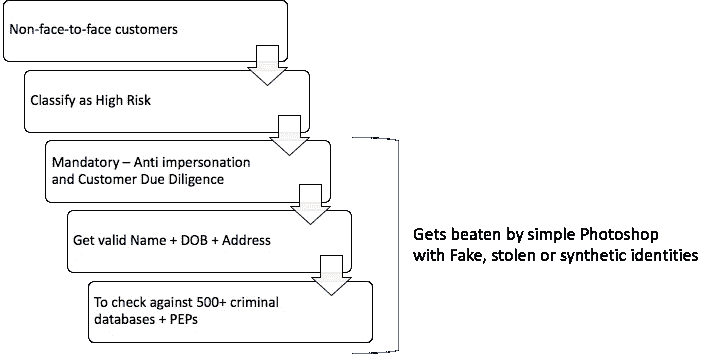 Non-face-to-face customers
Classify as High Risk
Mandatory – Anti impersonation
and Customer Due Diligence
Get valid Name + DOB + Address
To check against 500+ criminal
databases + PEPs
Gets beaten by simple Photoshop
with Fake, stolen or synthetic identities